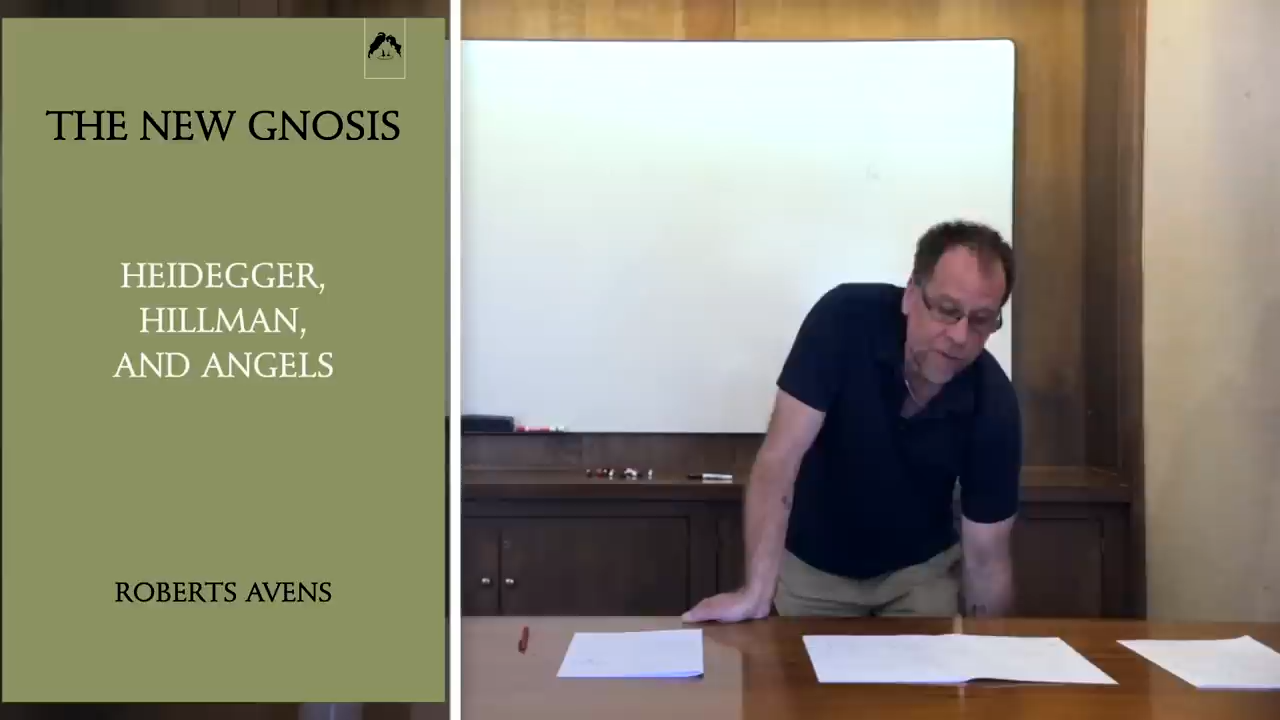 THE NEW GNOSIS
HEIDEGGER,
HILLMAN,
AND ANGELS
ROBERTS AVENS